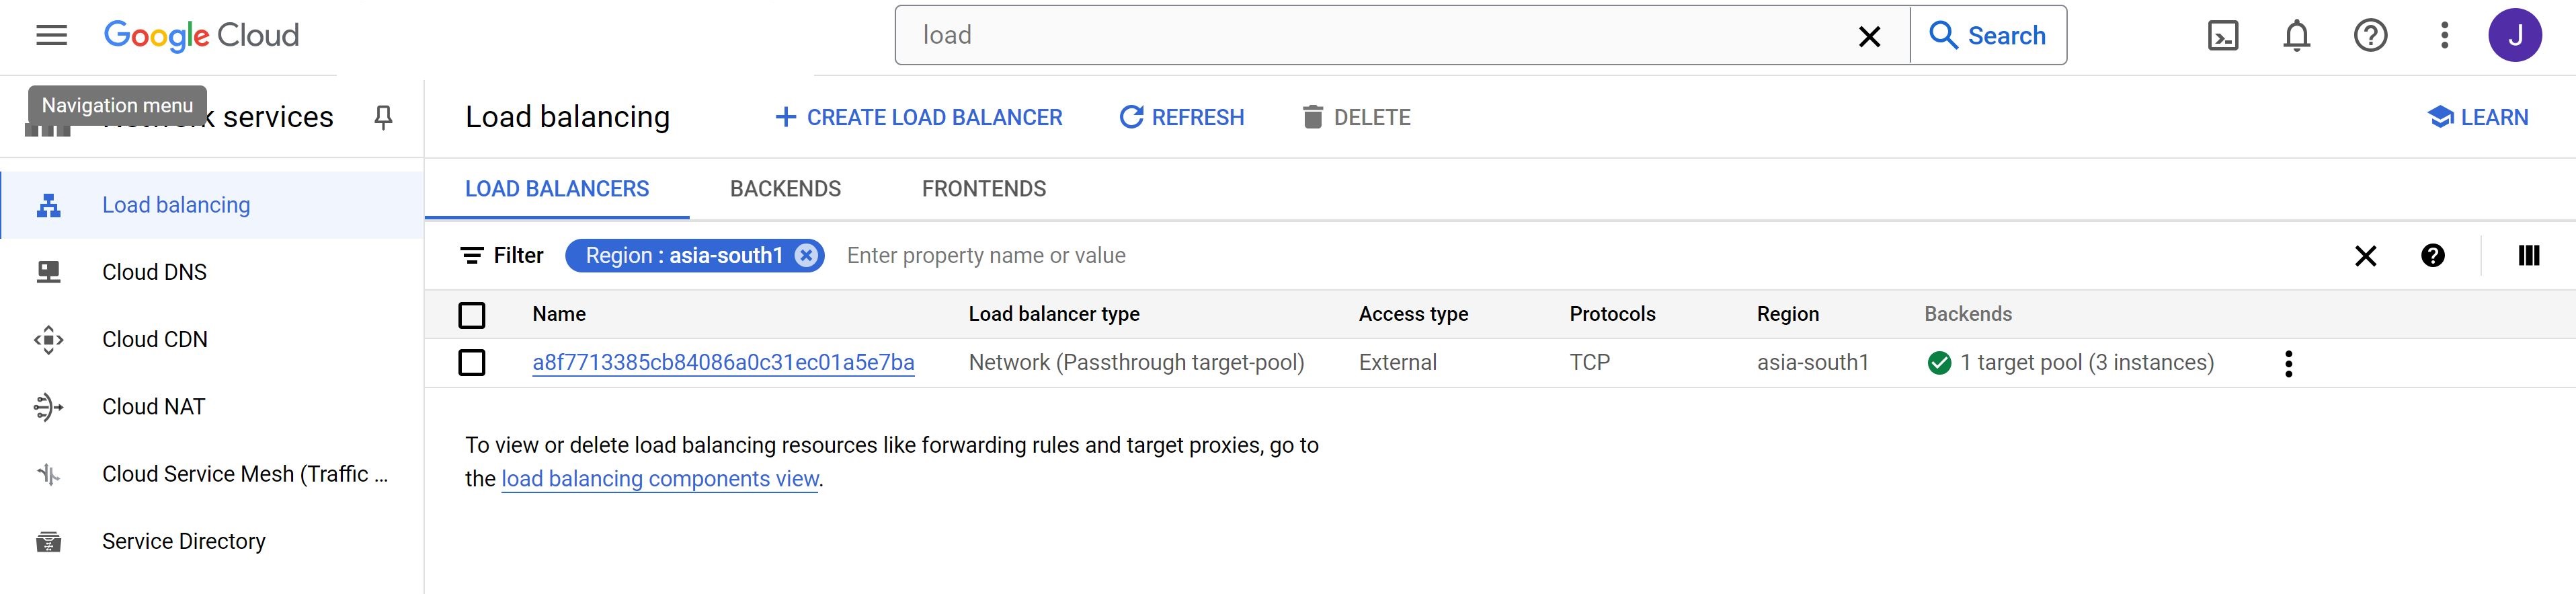 Google Cloud
load
Search
J
Navigation menu
k services
Load balancing
CREATE LOAD BALANCER
REFRESH
DELETE
LEARN
Load balancing
Cloud DNS
Cloud CDN
Cloud NAT
Cloud Service Mesh (Traffic ...
Service Directory
LOAD BALANCERS BACKENDS FRONTENDS
Filter Region : asia-south1 Enter property name or value
Name Load balancer type Access type Protocols Region Backends
a8f7713385cb84086a0c31ec01a5e7ba Network (Passthrough target-pool) External TCP asia-south1 1 target pool (3 instances)
To view or delete load balancing resources like forwarding rules and target proxies, go to
the load balancing components view.